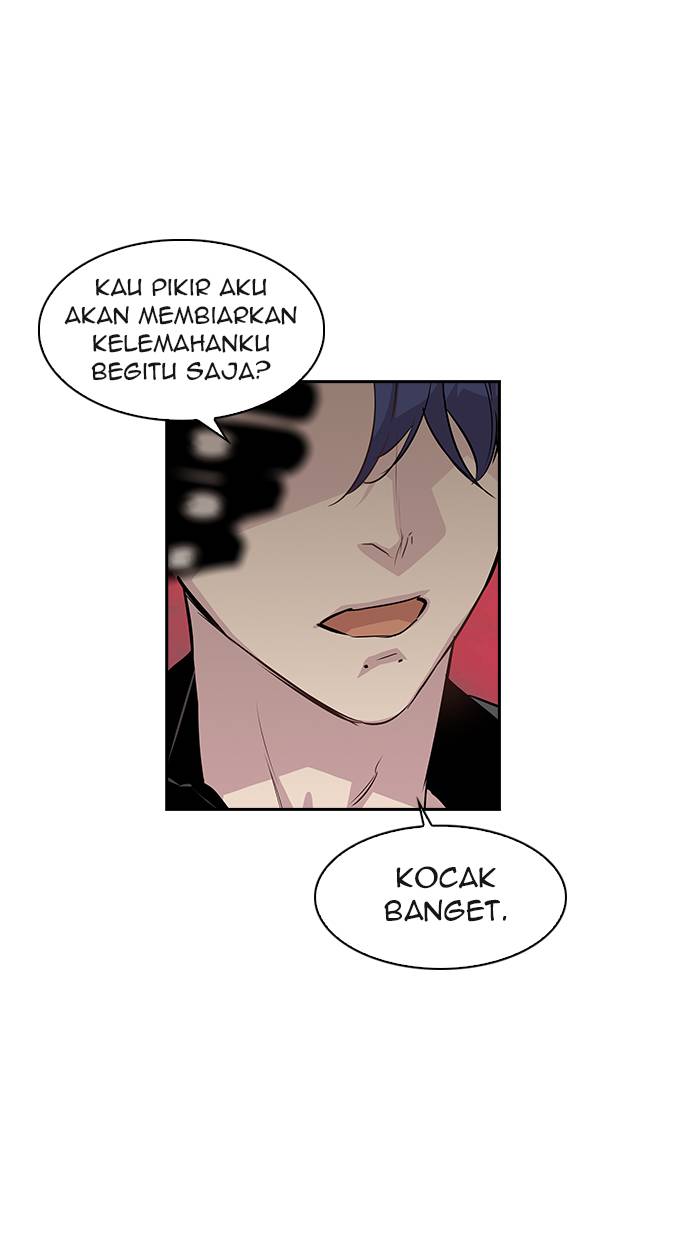 KAU PIKIR AKU
AKAN MEMBIARKAN
KELEMAHANKU
BEGITU SAJA?
KOCAK
BANGET.